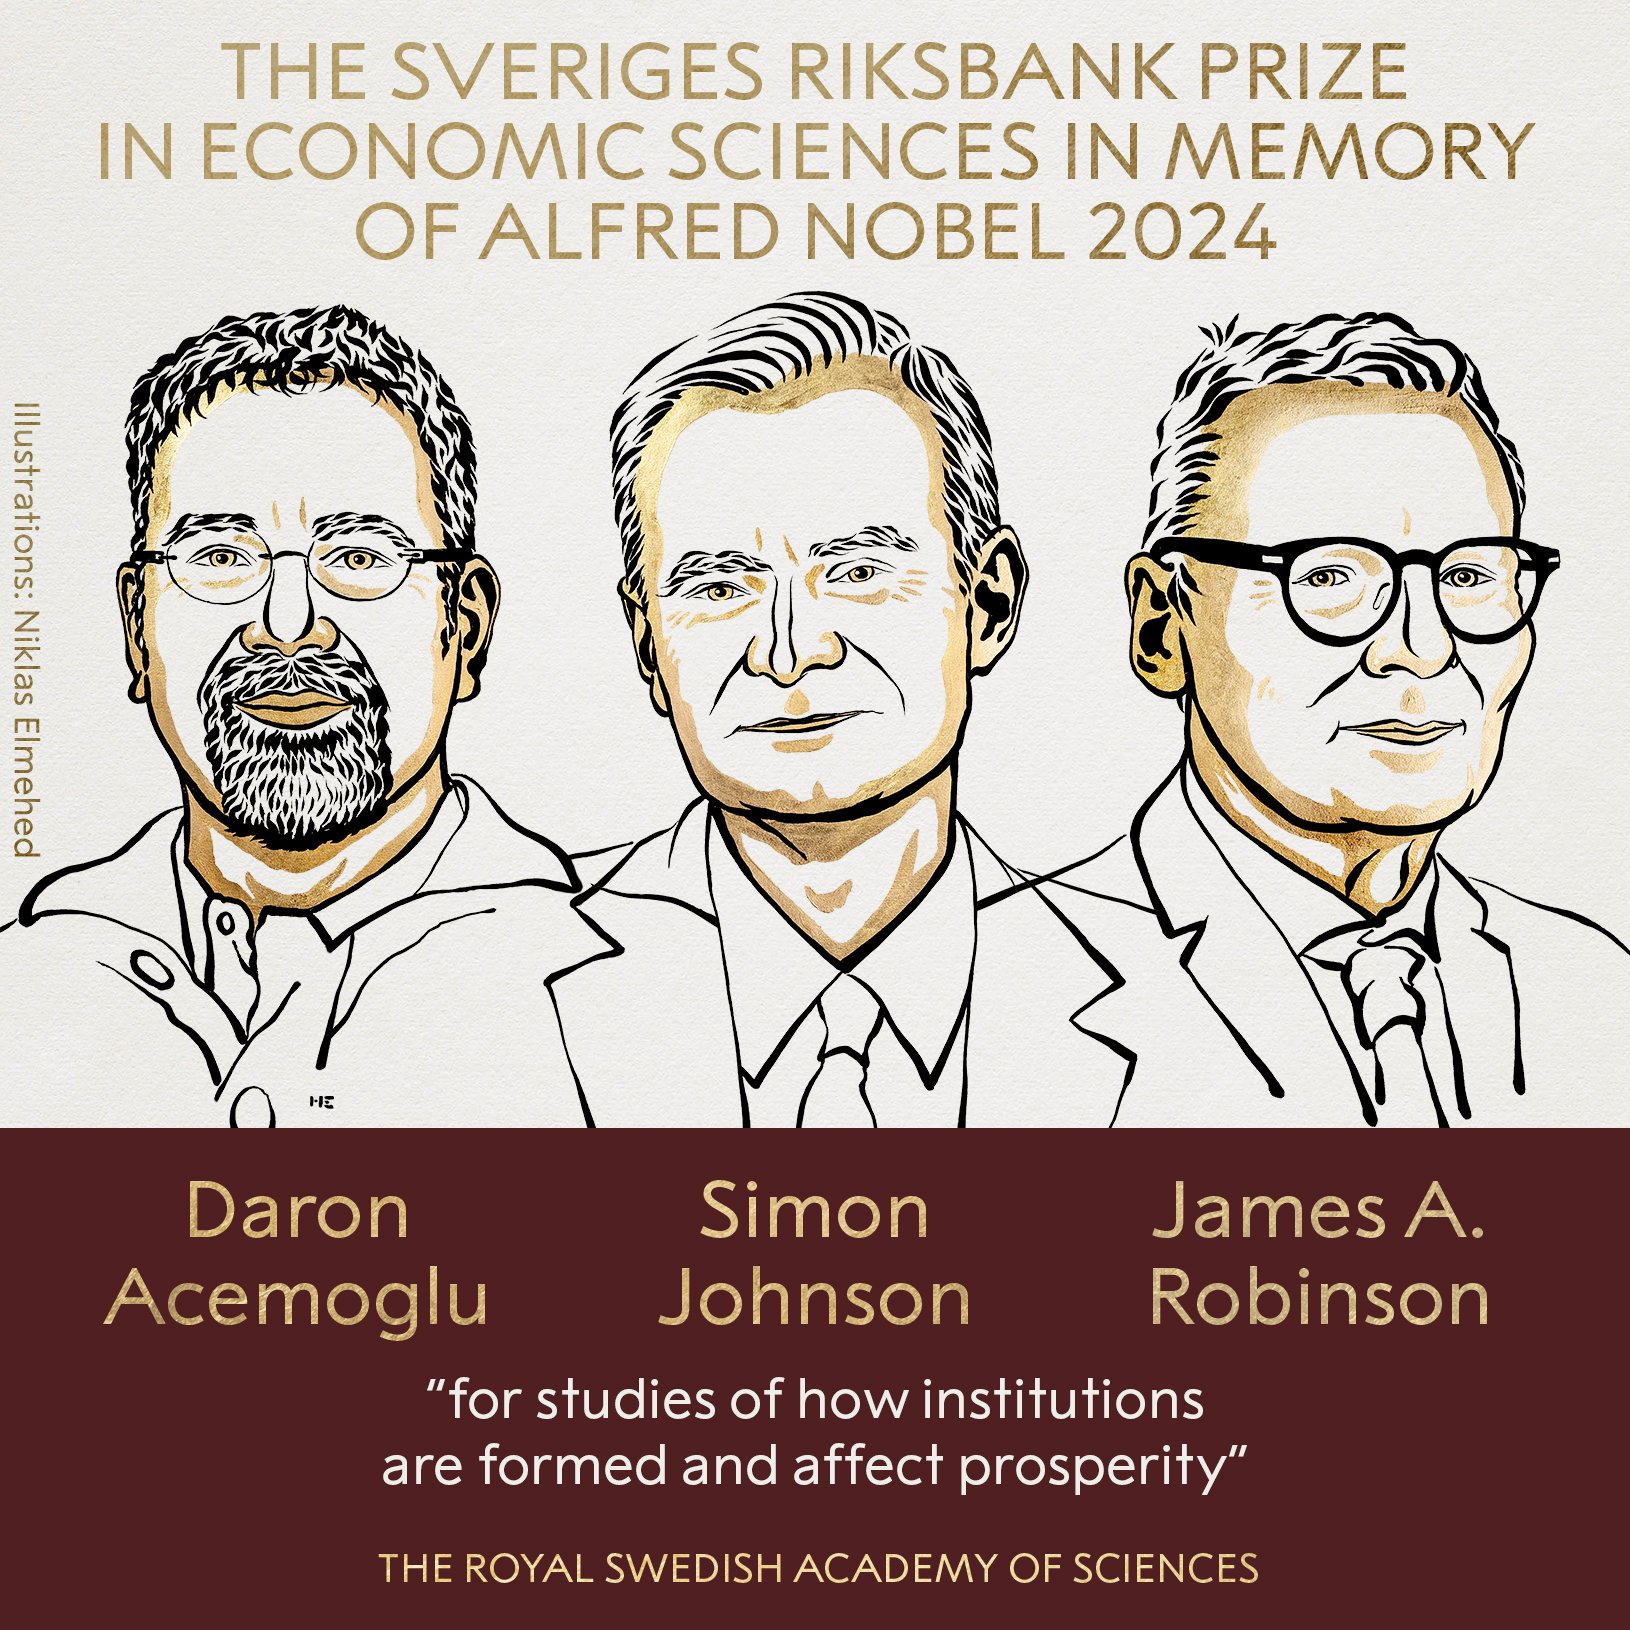 THE SVERIGES RIKSBANK PRIZE
IN ECONOMIC SCIENCES IN MEMORY
OF ALFRED NOBEL 2024
Illustrations: Niklas Elmehed
Daron
Acemoglu
Simon
Johnson
James A.
Robinson
“for studies of how institutions
are formed and affect prosperity”
THE ROYAL SWEDISH ACADEMY OF SCIENCES